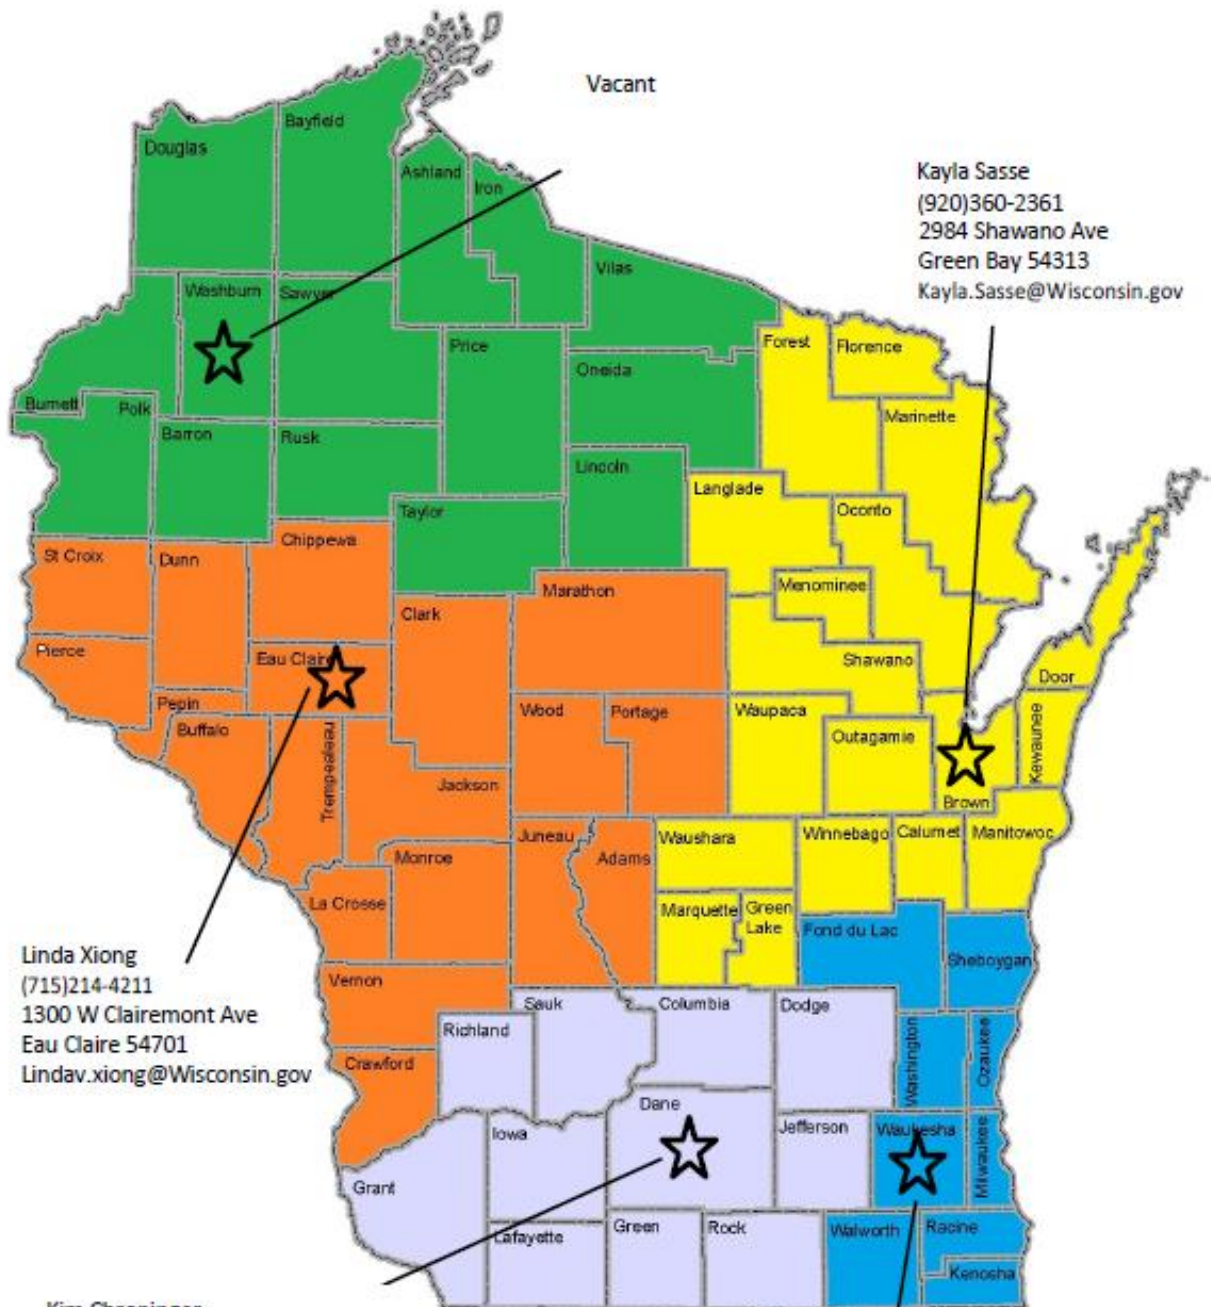 Vacant
Kayla Sasse
(920)360-2361
2984 Shawano Ave
Green Bay 54313
Kayla.Sasse@Wisconsin.gov
Bayfield
Douglas
Ashland
Iron
Vilas
Washburn
Sawyer
Forest
Florence
Price
Oneida
Burnett
Polk
Marinette
Barron
Rusk
Lincoln
Langlade
Taylor
Oconto
Chippewa
St Croix
Dunn
Menominee
Marathon
Clark
Pierce
Eau Claire
Shawano
Door
Pepin
Wood
Portage
Waupaca
Buffalo
Outagamie
Kewaunee
Trempealeau
Jackson
Brown
Juneau
Waushara
Winnebago
Calumet
Manitowoc
Monroe
Adams
La Crosse
Marquette
Green
Lake
Fond du Lac
Sheboygan
Linda Xiong
(715)214-4211
1300 W Clairemont Ave
Eau Claire 54701
Lindav.xiong@Wisconsin.gov
Vernon
Sauk
Columbia
Dodge
Richland
Washington
Ozaukee
Crawford
Dane
Iowa
Jefferson
Waukesha
Milwaukee
Grant
Lafayette
Green
Rock
Walworth
Racine
Kenosha